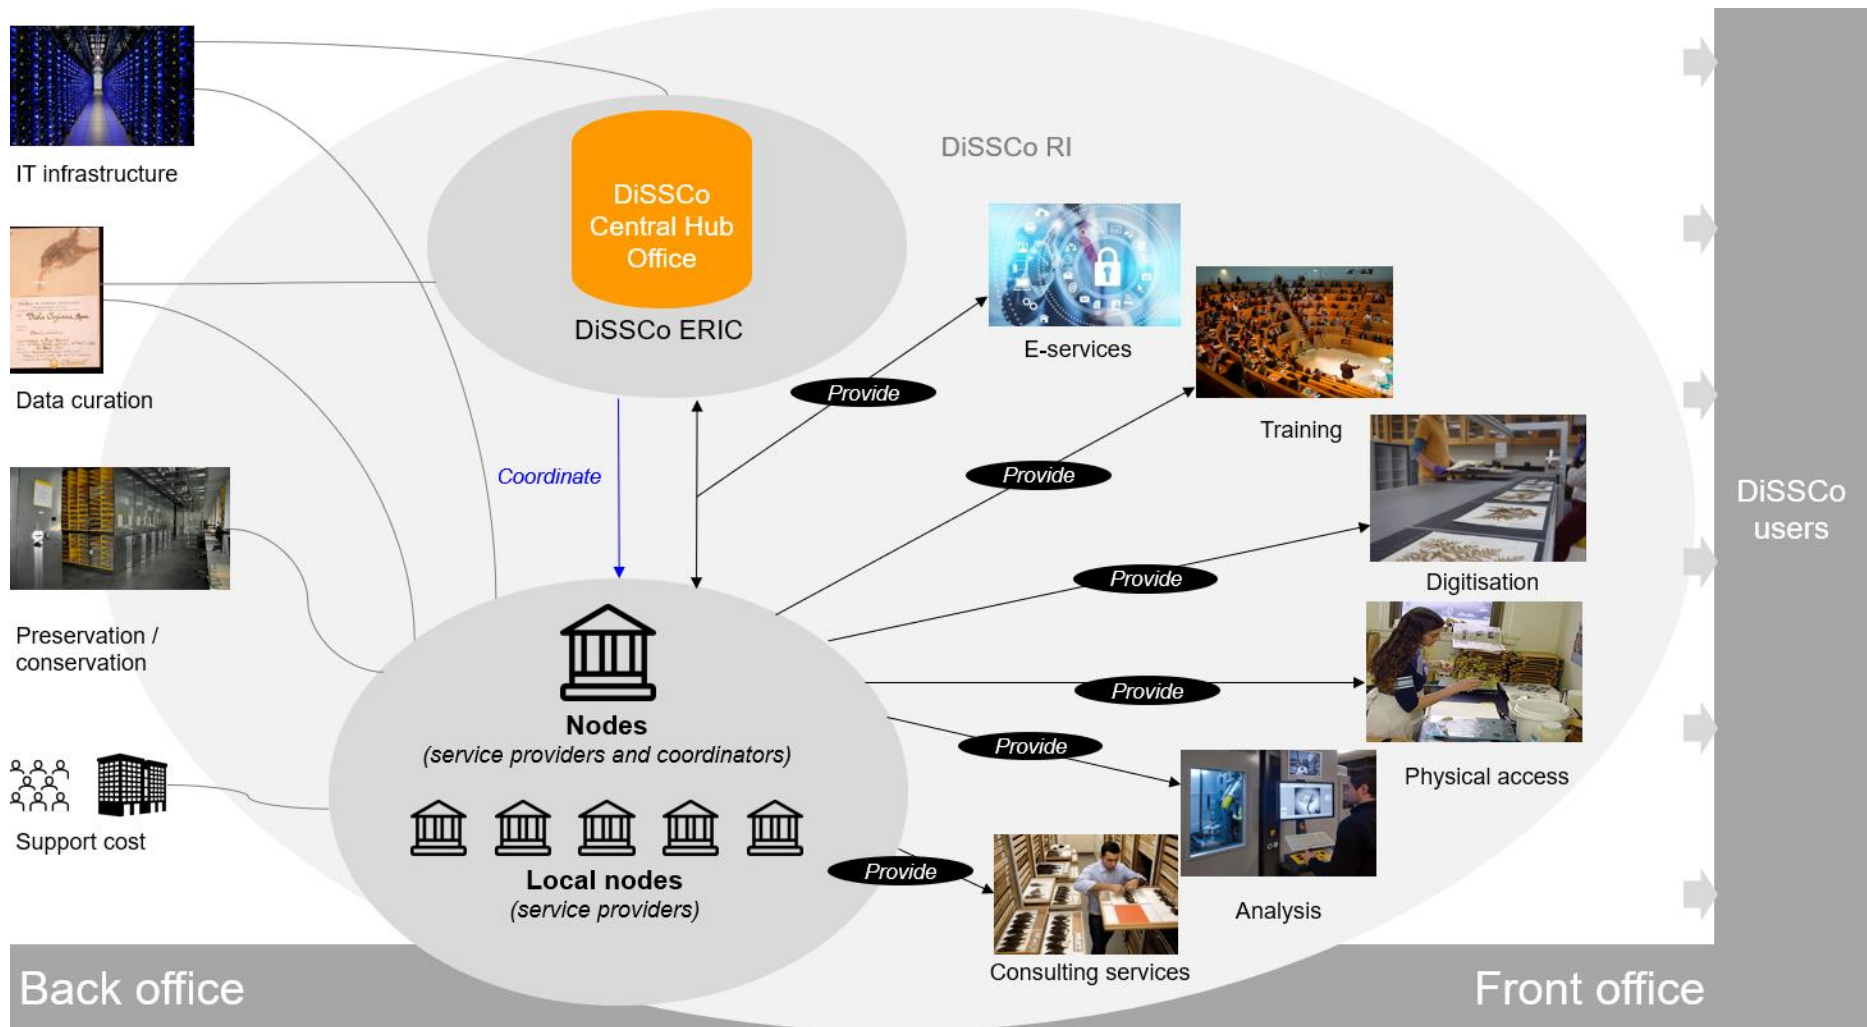 IT infrastructure
Data curation
Preservation /
conservation
Support cost
DiSSCo
Central Hub
Office
DiSSCo ERIC
DiSSCo RI
Coordinate
Nodes
(service providers and coordinators)
Local nodes
(service providers)
Provide
E-services
Provide
Training
Provide
Digitisation
Provide
Physical access
Provide
Analysis
Provide
Consulting services
DiSSCo
users
Back office
Front office